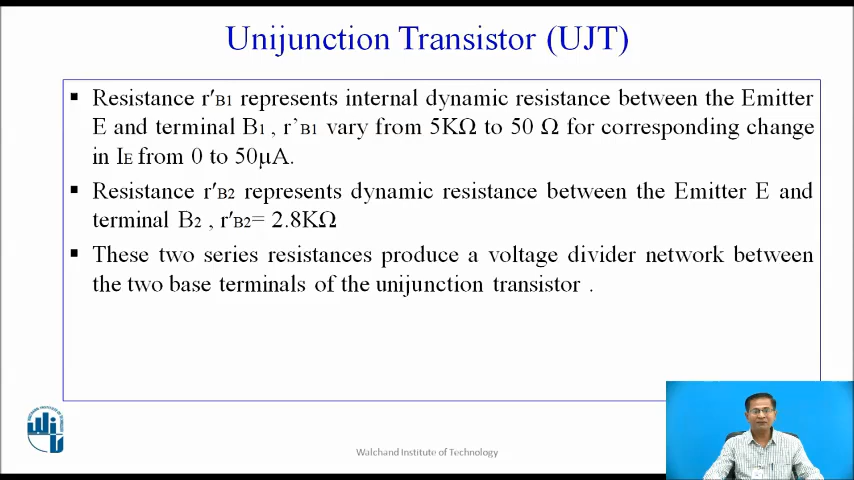 Unijunction Transistor (UJT)
▪ Resistance r′B1 represents internal dynamic resistance between the Emitter
E and terminal B1 , r’B1 vary from 5KΩ to 50 Ω for corresponding change
in IE from 0 to 50μA.
▪ Resistance r′B2 represents dynamic resistance between the Emitter E and
terminal B2 , r′B2= 2.8KΩ
▪ These two series resistances produce a voltage divider network between
the two base terminals of the unijunction transistor .
Walchand Institute of Technology